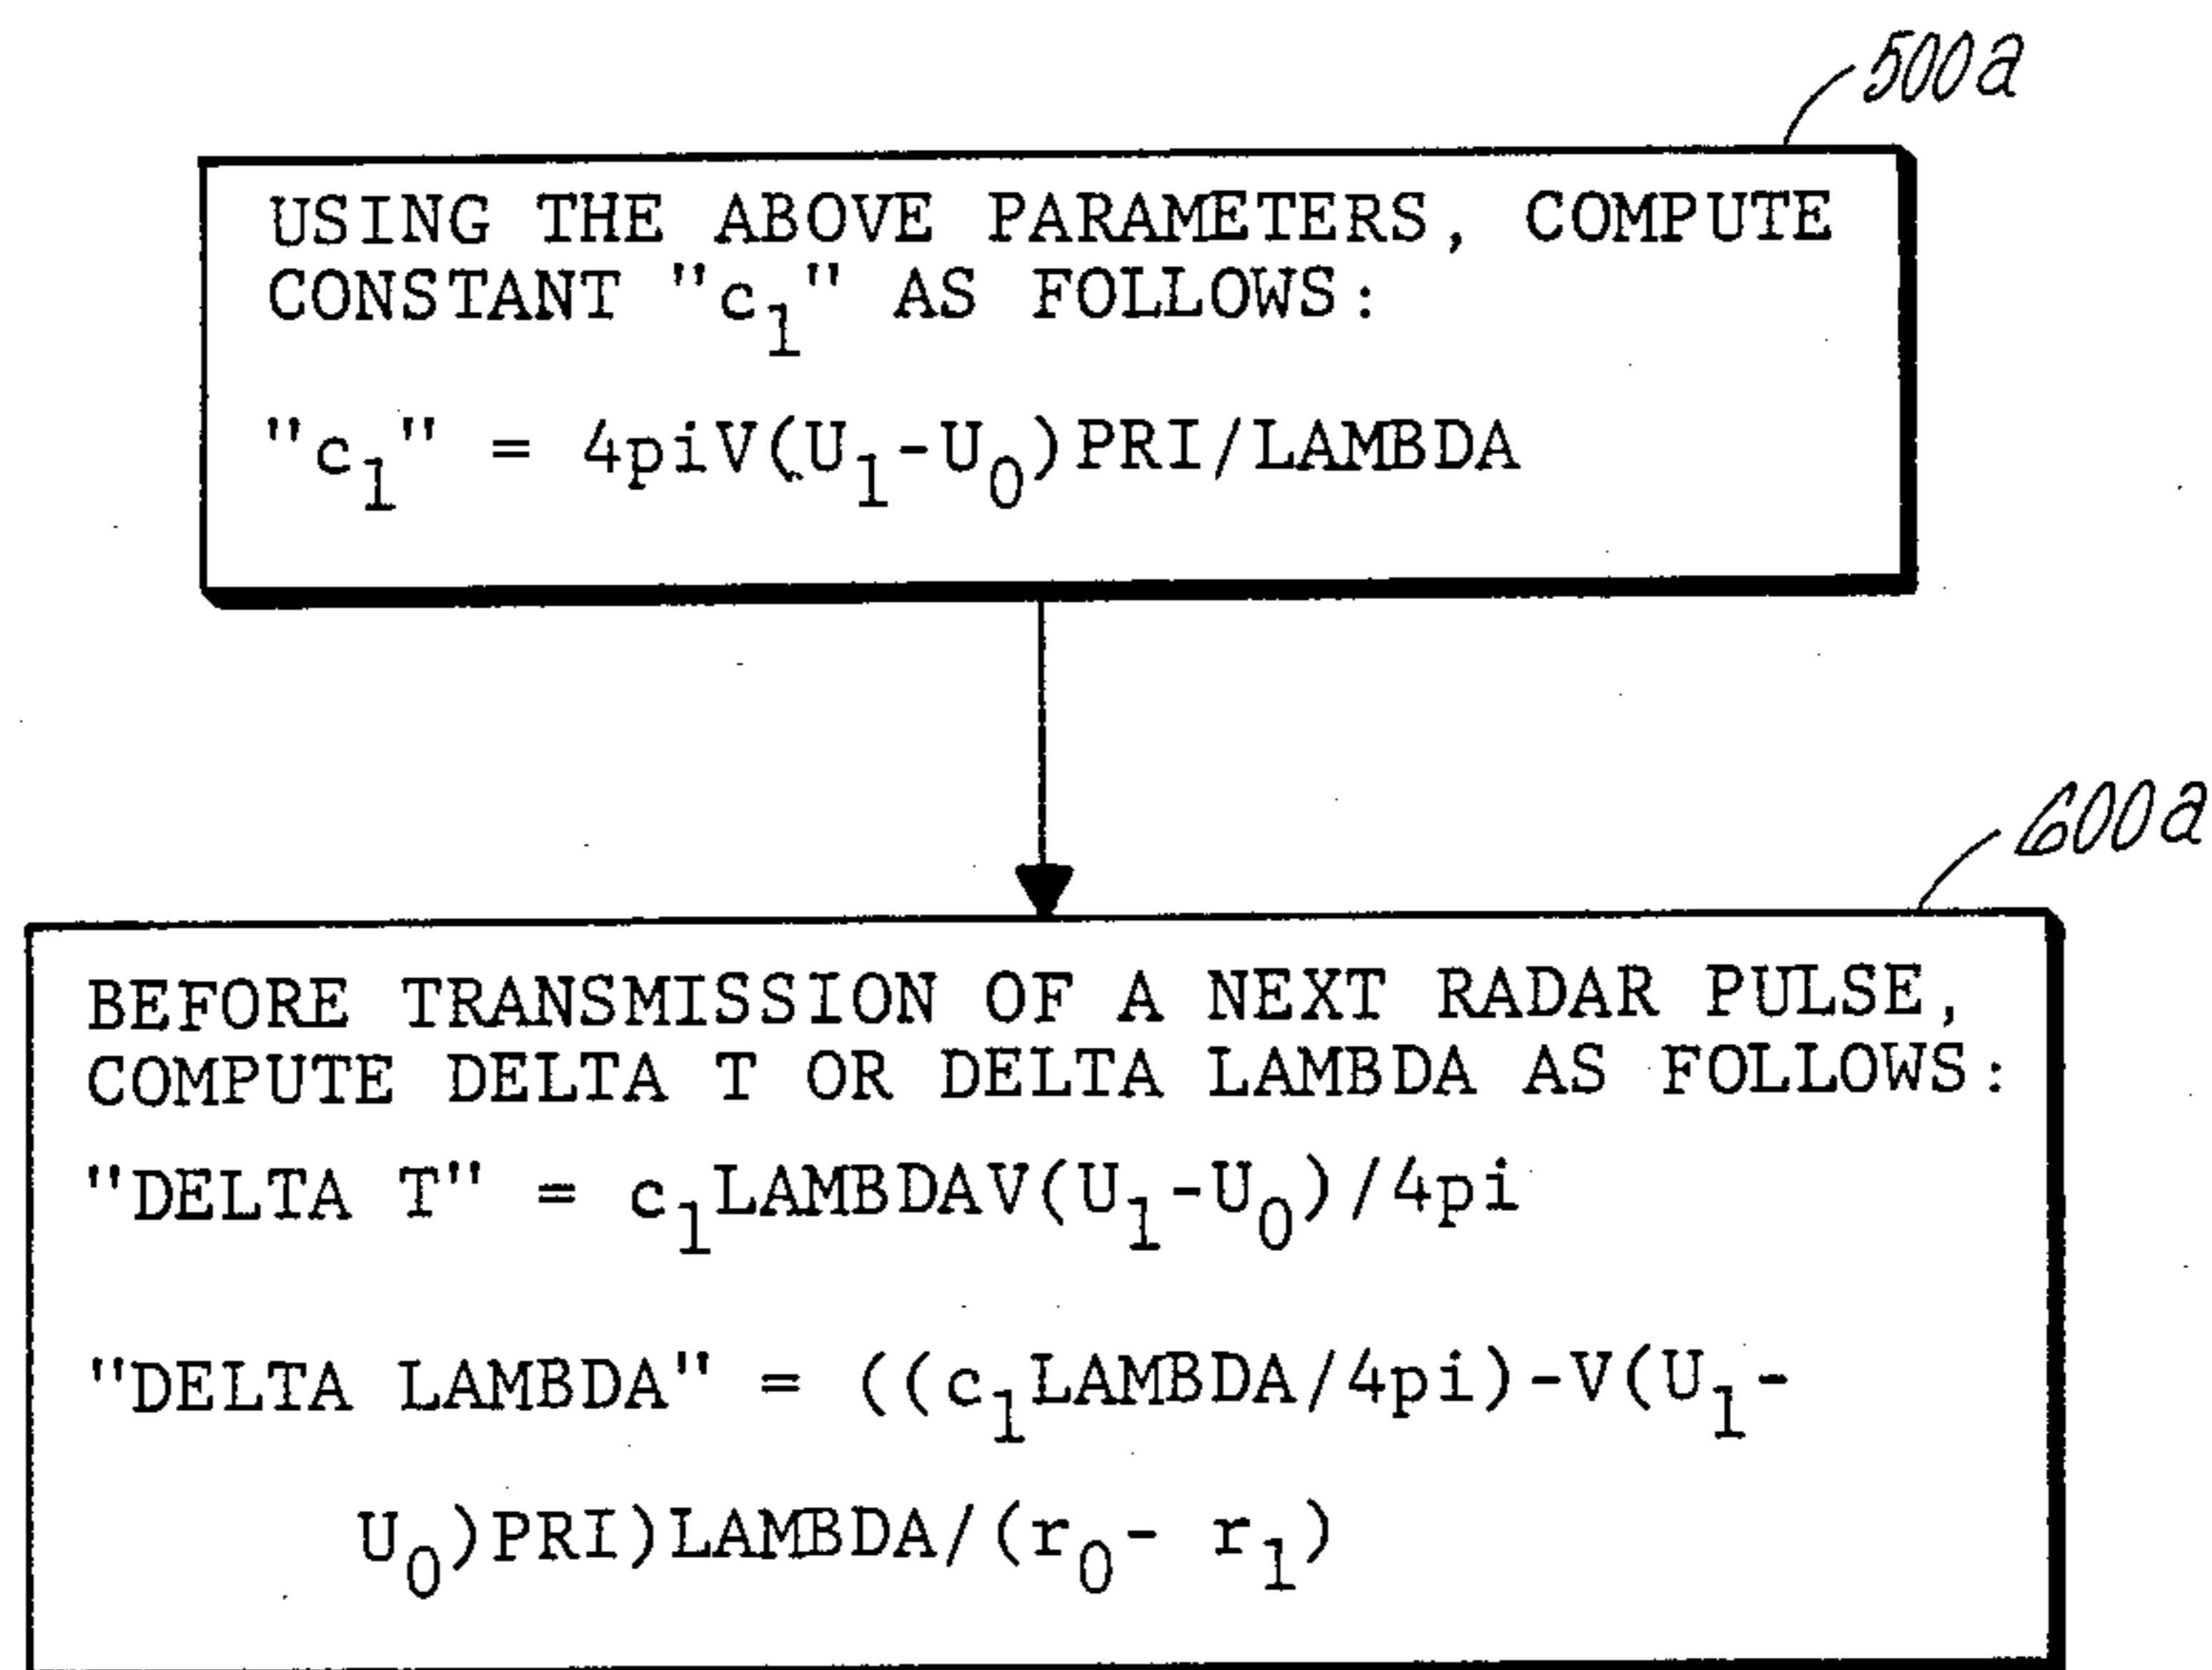 500a
USING THE ABOVE PARAMETERS, COMPUTE
CONSTANT "c₁" AS FOLLOWS:
"c₁" = 4piV(U₁-U₀)PRI/LAMBDA
600a
BEFORE TRANSMISSION OF A NEXT RADAR PULSE,
COMPUTE DELTA T OR DELTA LAMBDA AS FOLLOWS:
"DELTA T" = c₁LAMBDAV(U₁-U₀)/4pi
"DELTA LAMBDA" = ((c₁LAMBDA/4pi)-V(U₁-
U₀)PRI)LAMBDA/(r₀- r₁)